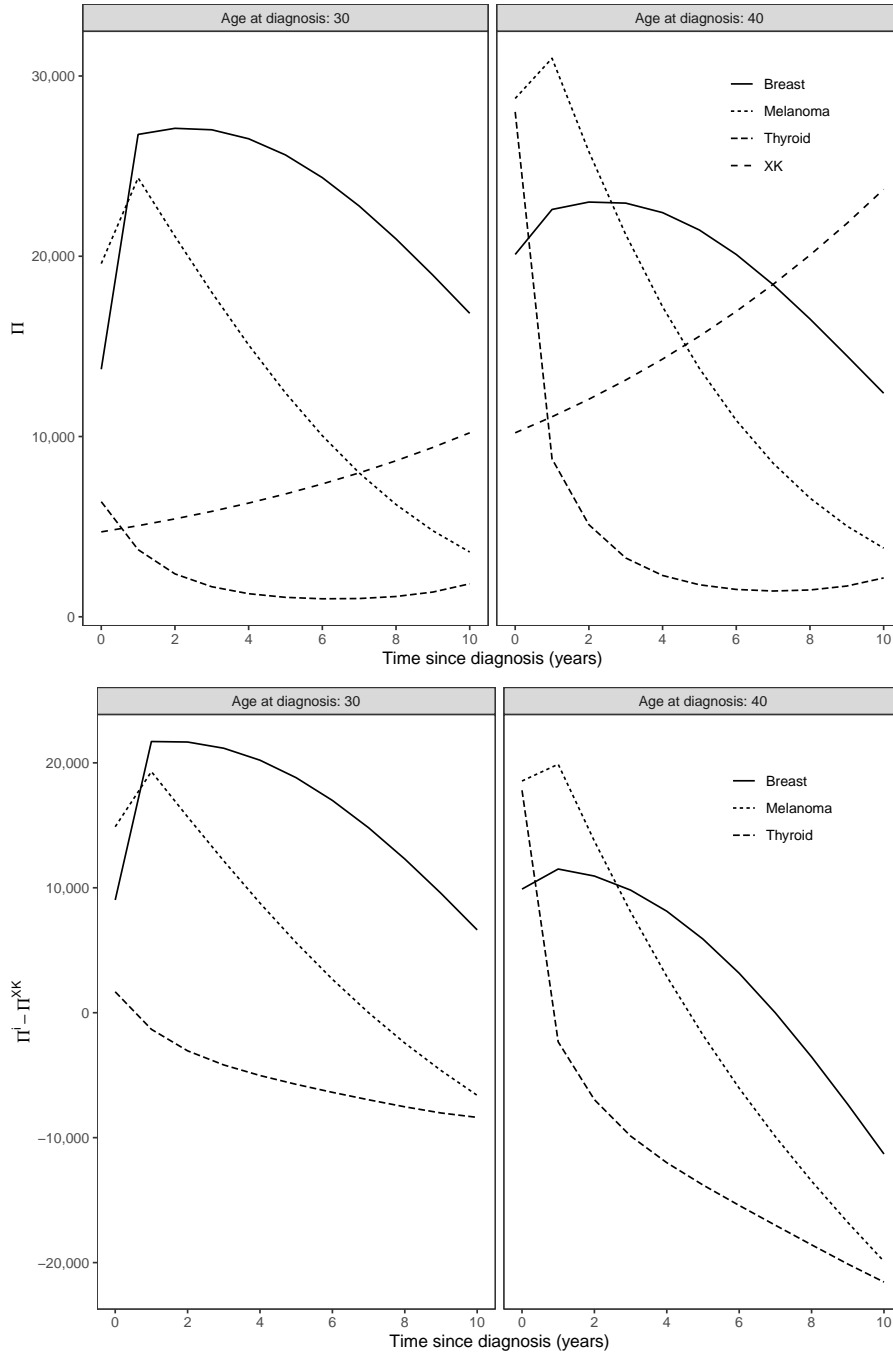 Age at diagnosis: 30
Age at diagnosis: 40
30,000
20,000
10,000
0
Π
Breast
Melanoma
Thyroid
XK
0 2 4 6 8 10
0 2 4 6 8 10
Time since diagnosis (years)
Age at diagnosis: 30
Age at diagnosis: 40
20,000
10,000
0
−10,000
−20,000
Πⁱ − Πˣᴷ
Breast
Melanoma
Thyroid
0 2 4 6 8 10
0 2 4 6 8 10
Time since diagnosis (years)